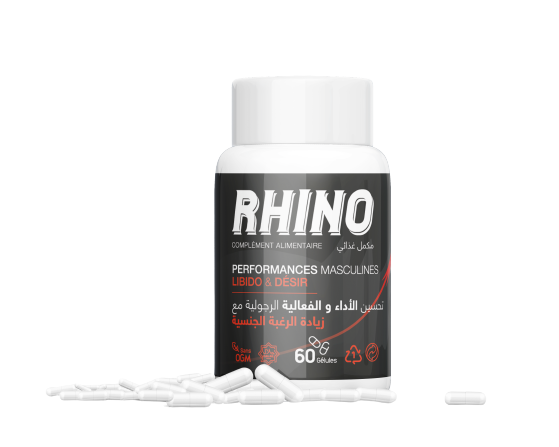 RHINO
COMPLÉMENT ALIMENTAIRE مكمل غذائي
PERFORMANCES MASCULINES
LIBIDO & DÉSIR
تحسين الأداء و الفعالية الرجولية مع
زيادة الرغبة الجنسية
OGM
60 Gélules